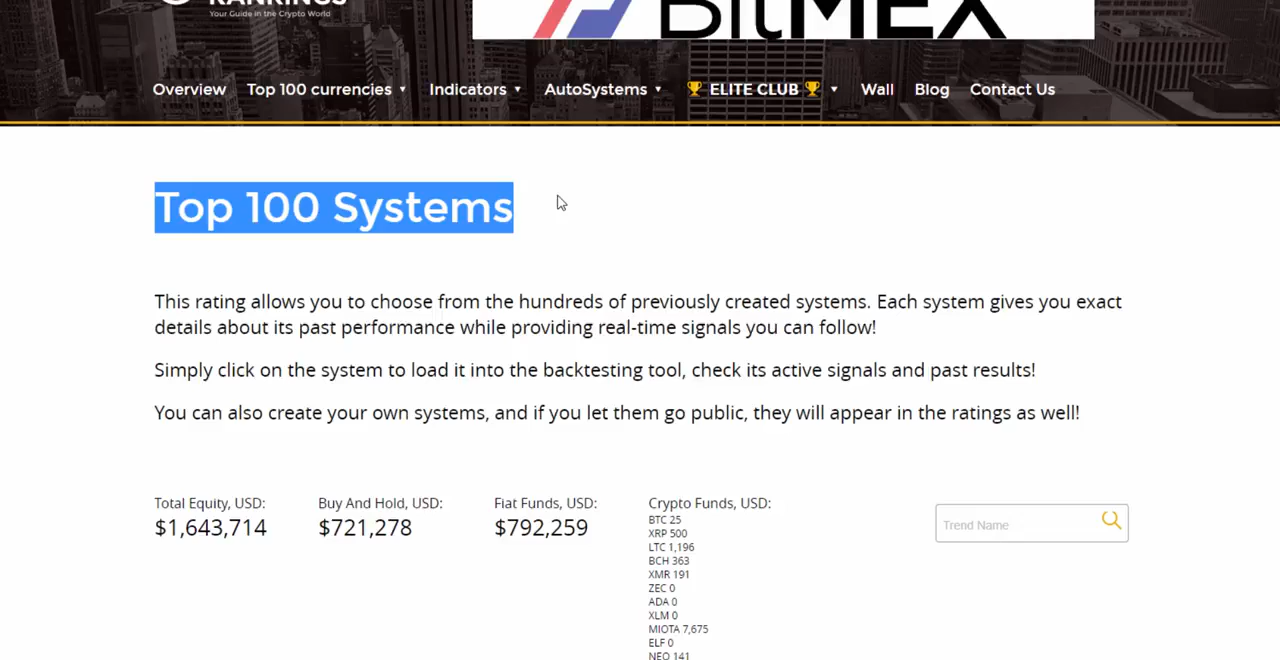 RANKINGS
Your Guide in the Crypto World
BitMEX
Overview Top 100 currencies Indicators AutoSystems ELITE CLUB Wall Blog Contact Us
Top 100 Systems
This rating allows you to choose from the hundreds of previously created systems. Each system gives you exact
details about its past performance while providing real-time signals you can follow!
Simply click on the system to load it into the backtesting tool, check its active signals and past results!
You can also create your own systems, and if you let them go public, they will appear in the ratings as well!
Total Equity, USD: Buy And Hold, USD: Fiat Funds, USD: Crypto Funds, USD:
$1,643,714 $721,278 $792,259
BTC 25
XRP 500
LTC 1,196
BCH 363
XMR 191
ZEC 0
ADA 0
XLM 0
MIOTA 7,675
ELF 0
NEO 141
Trend Name